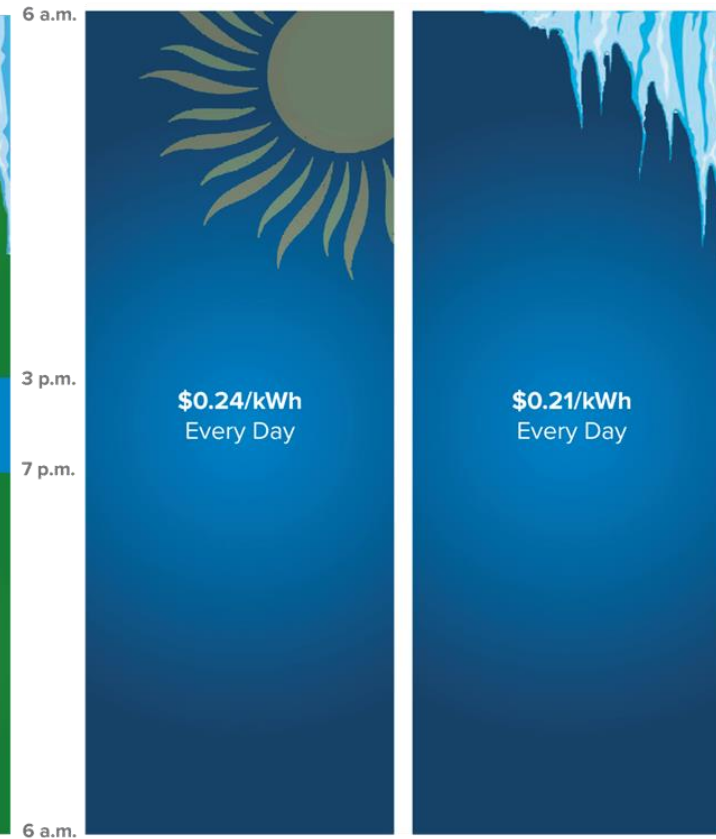 6 a.m.
3 p.m.
7 p.m.
6 a.m.
$0.24/kWh
Every Day
$0.21/kWh
Every Day